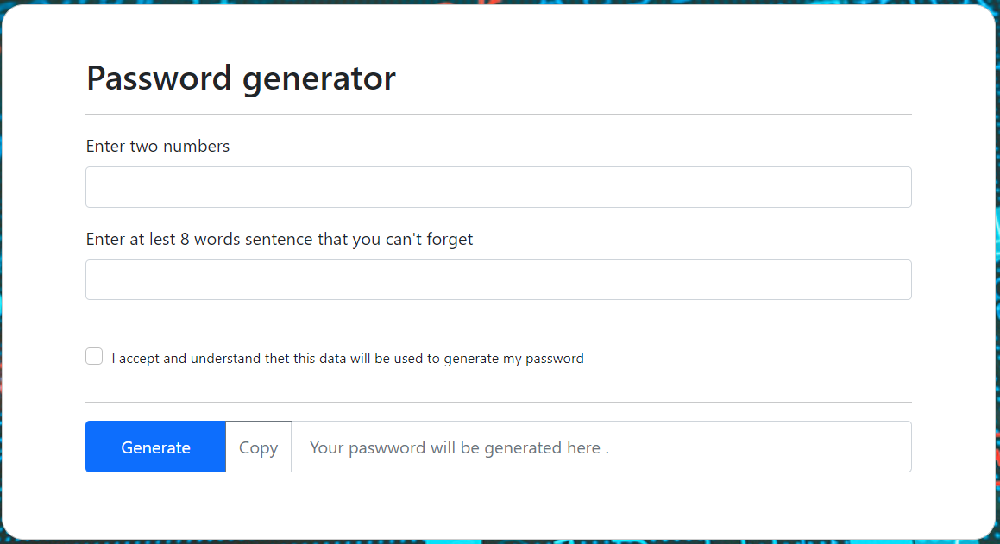 Password generator
Enter two numbers
Enter at lest 8 words sentence that you can't forget
I accept and understand thet this data will be used to generate my password
Generate Copy Your paswword will be generated here .